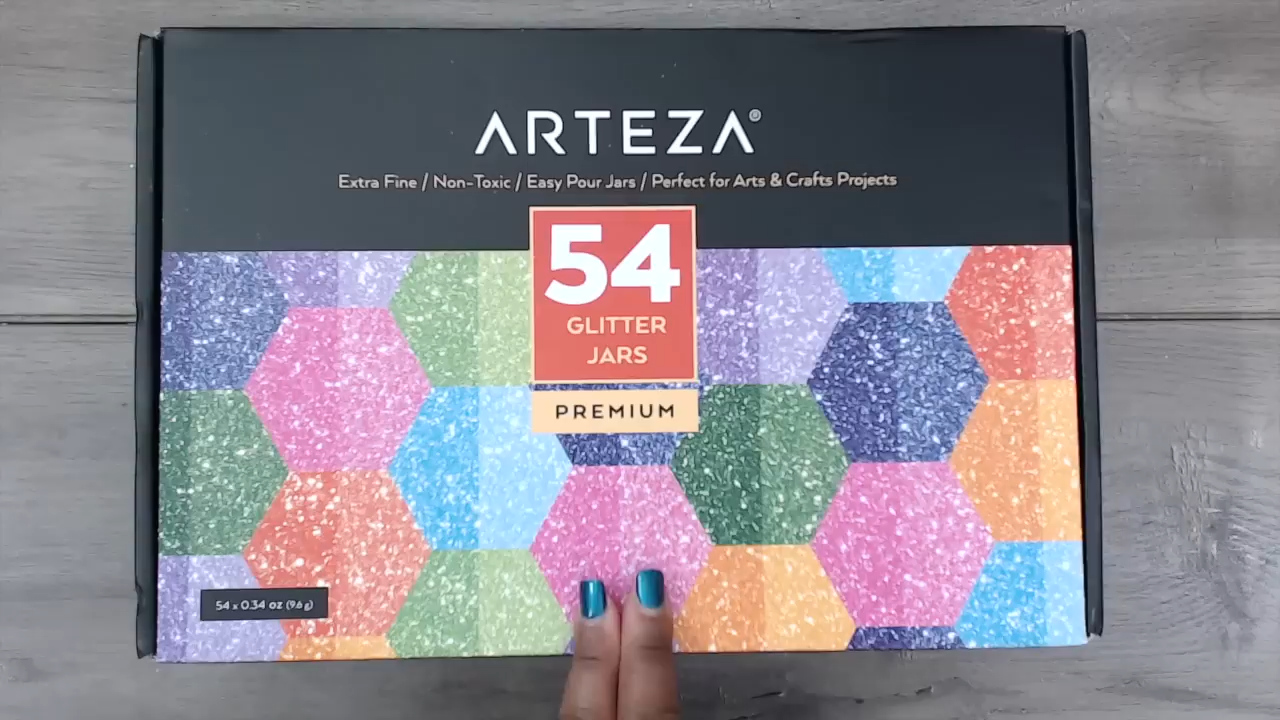 ARTEZA®
Extra Fine / Non-Toxic / Easy Pour Jars / Perfect for Arts & Crafts Projects
54
GLITTER
JARS
PREMIUM
54 x 0.34 oz (9.6 g)